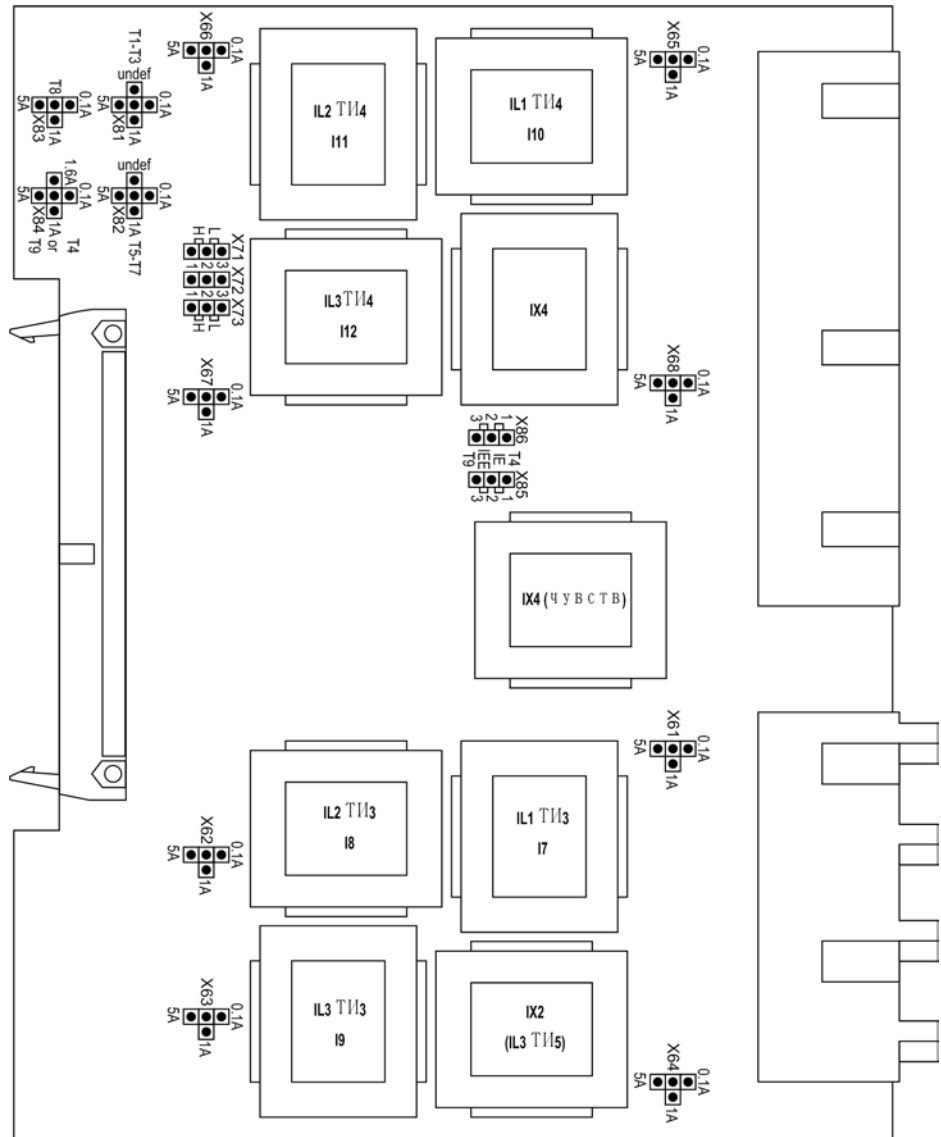 X66
5A
0.1A
1A
X65
5A
0.1A
1A
T1-T3
undef
5A
0.1A
X81
1A
T8
5A
0.1A
X83
1A
IL2 ТИ4
I11
IL1 ТИ4
I10
1.6A
5A
0.1A
X84
1A or
T9
T4
undef
5A
0.1A
X82
1A
T5-T7
X71
H
L
1
2
3
X72
1
2
3
X73
H
L
IL3 ТИ4
I12
IX4
X67
5A
0.1A
1A
X68
5A
0.1A
1A
X86
3
2
1
T9
IEE
IE
T4
X85
3
2
1
IX4 (ЧУВСТВ)
X61
5A
0.1A
1A
IL2 ТИ3
I8
IL1 ТИ3
I7
X62
5A
0.1A
1A
X63
5A
0.1A
1A
IL3 ТИ3
I9
IX2
(IL3 ТИ5)
X64
5A
0.1A
1A